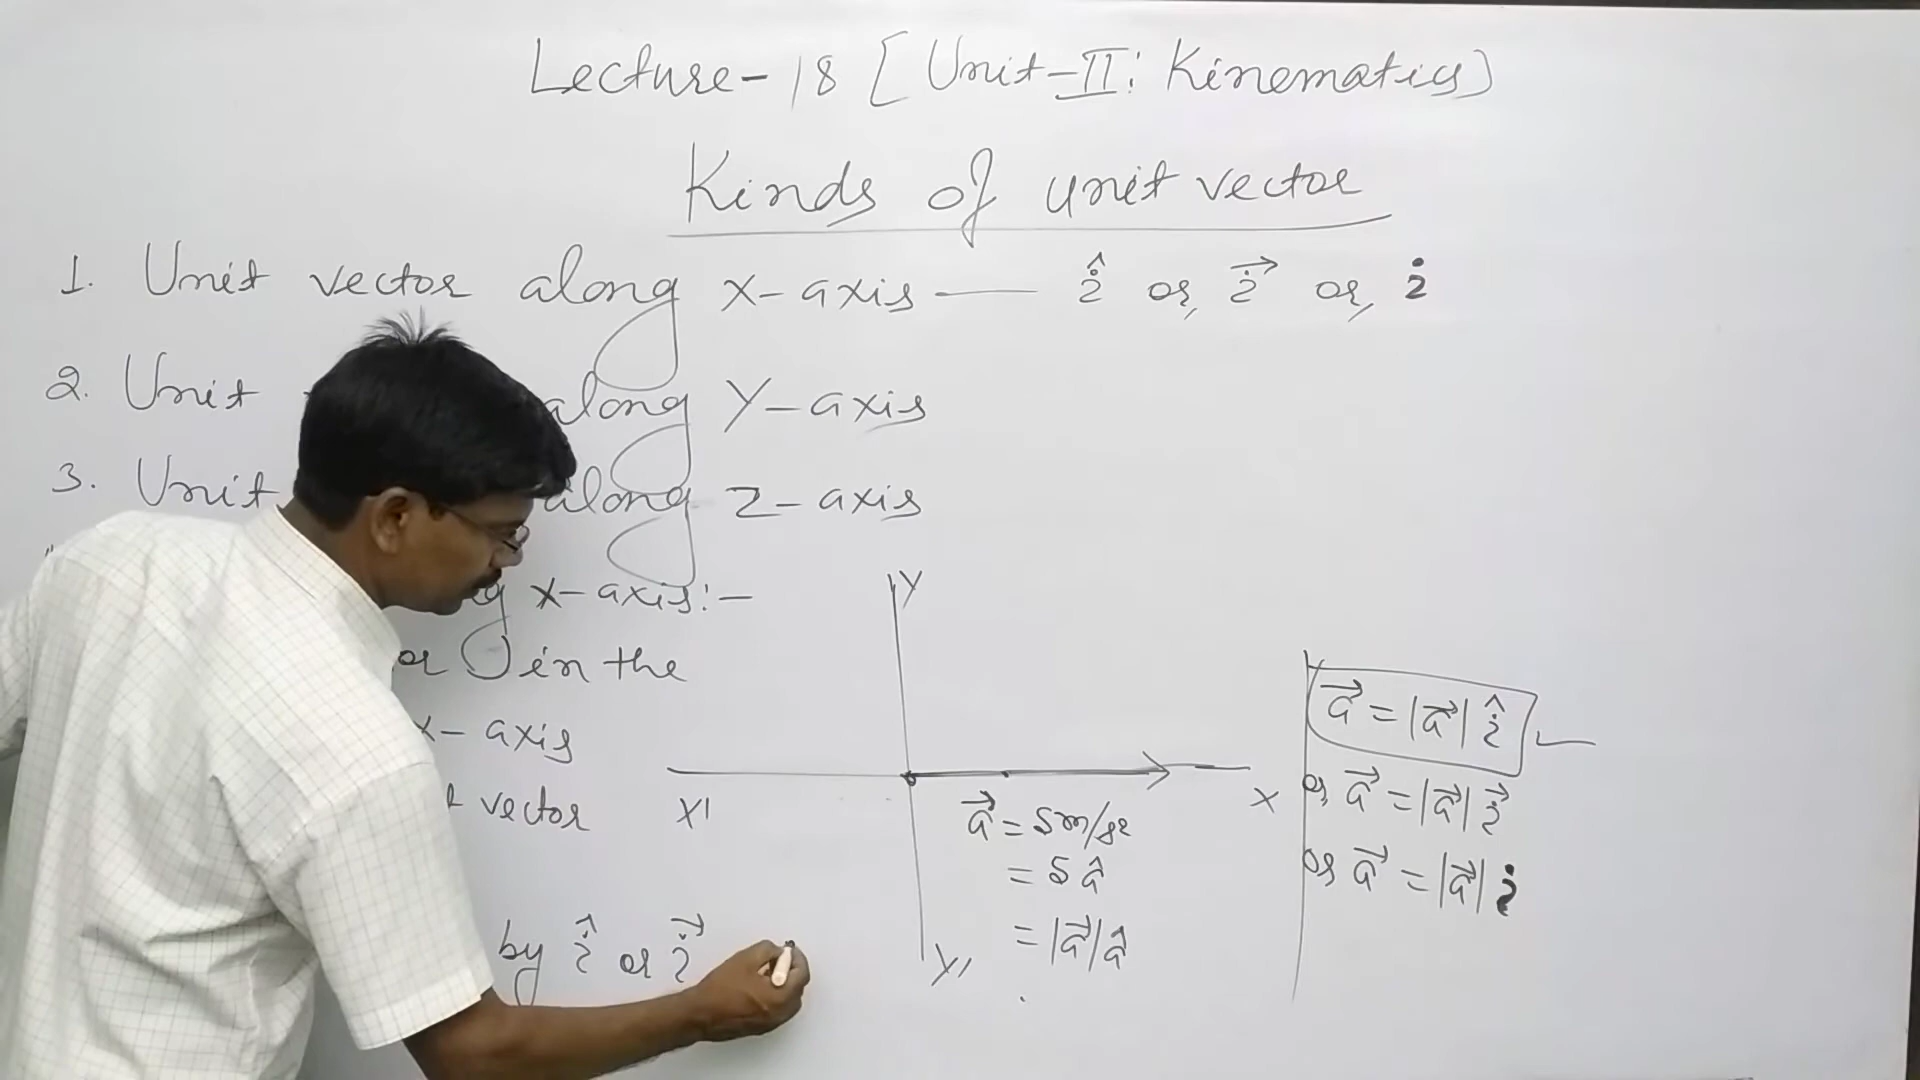 Lecture-18 [Unit-II: Kinematics)
Kinds of unit vector
1. Unit vector along x-axis — î or, i⃗ or, i
2. Unit along Y-axis
3. Unit along z-axis
x-axis:-
in the
x-axis
vector
by î or i⃗
Y
X'
X
Y'
a⃗ = 5m/s²
= 5 â
= |a⃗| â
a⃗ = |a⃗| î
or, a⃗ = |a⃗| i⃗
or a⃗ = |a⃗| i